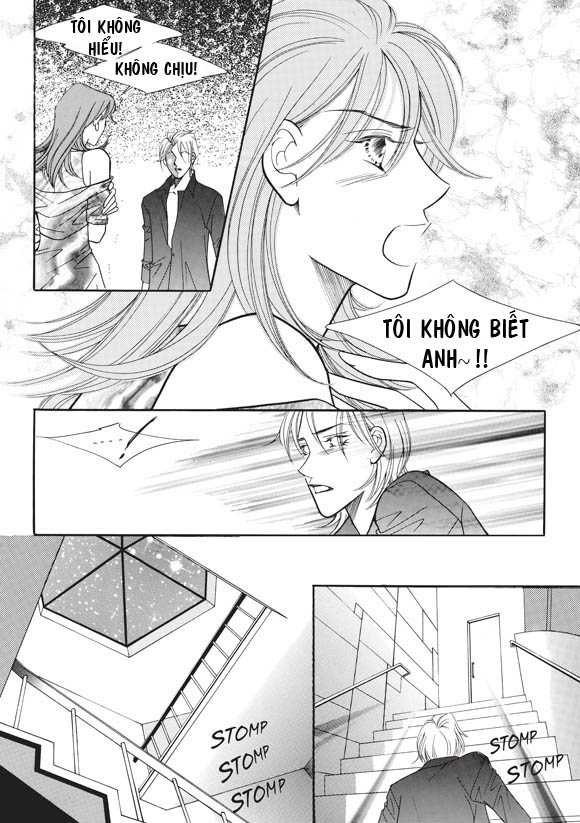 TÔI KHÔNG
HIỂU!
KHÔNG CHỊU!
TÔI KHÔNG BIẾT
ANH~!!
......!
STOMP
STOMP
STOMP
STOMP
STOMP